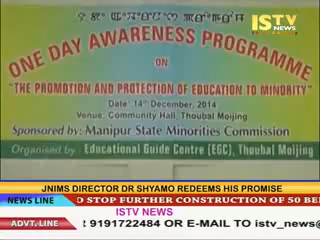 ISTV
NEWS
ONE DAY AWARENESS PROGRAMME
ON
"THE PROMOTION AND PROTECTION OF EDUCATION TO MINORITY"
Date: 14th December, 2014
Venue: Community Hall, Thoubal Moijing
Sponsored by: Manipur State Minorities Commission
Organised by: Educational Guide Centre (EGC), Thoubal Moijing
JNIMS DIRECTOR DR SHYAMO REDEEMS HIS PROMISE
NEWS LINE O STOP FURTHER CONSTRUCTION OF 50 BE
ISTV NEWS
ADVT. LINE 9191722484 OR E-MAIL TO istv_news@